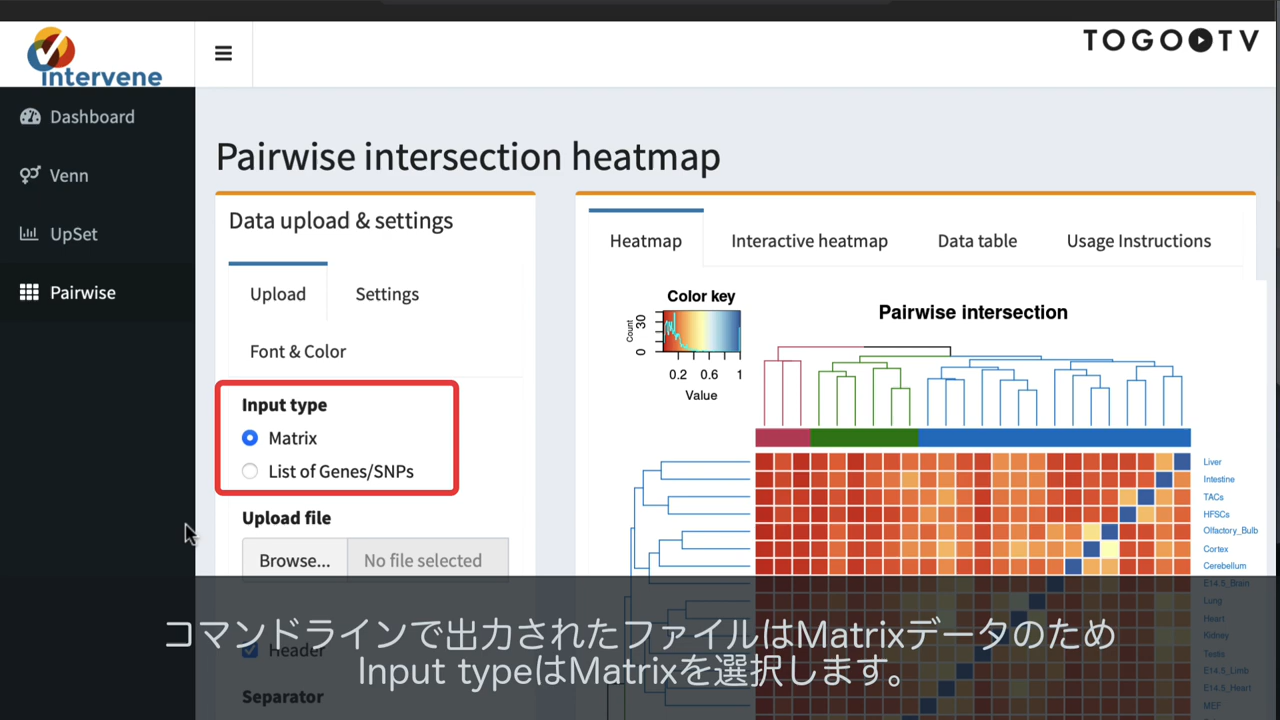 intervene
TOGO TV
Dashboard
Venn
UpSet
Pairwise
Pairwise intersection heatmap
Data upload & settings
Upload
Settings
Font & Color
Input type
Matrix
List of Genes/SNPs
Upload file
Browse...
No file selected
Header
Separator
Heatmap
Interactive heatmap
Data table
Usage Instructions
Color key
Count
0
30
0.2 0.6 1
Value
Pairwise intersection
Liver
Intestine
TACs
HFSCs
Olfactory_Bulb
Cortex
Cerebellum
E14.5_Brain
Lung
Heart
Kidney
Testis
E14.5_Limb
E14.5_Heart
MEF
コマンドラインで出力されたファイルはMatrixデータのため
Input typeはMatrixを選択します。